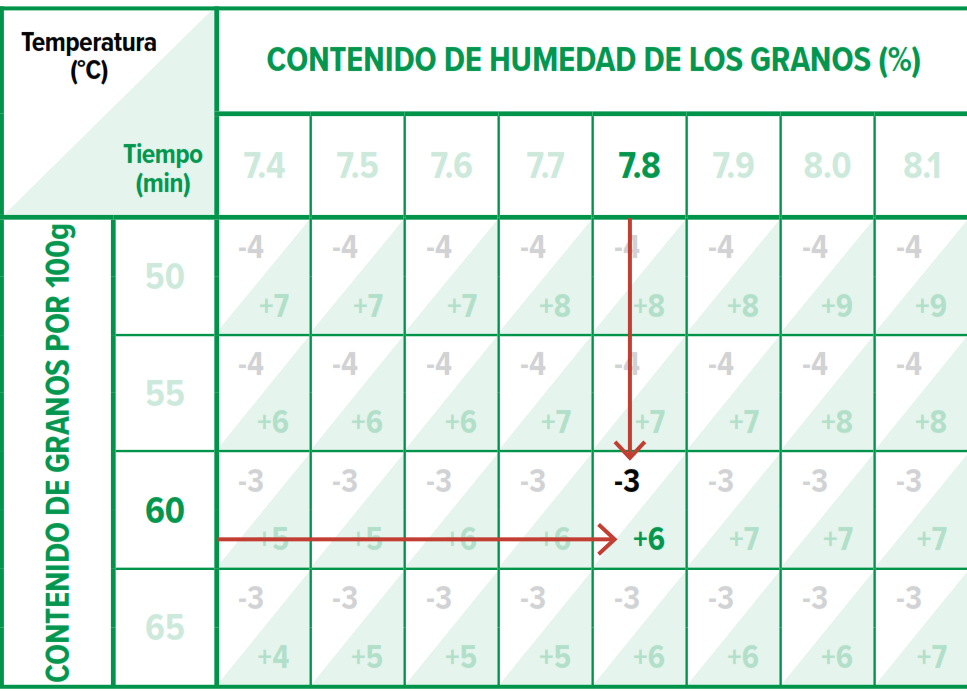 Temperatura
(°C)
CONTENIDO DE HUMEDAD DE LOS GRANOS (%)
Tiempo
(min)
7.4 7.5 7.6 7.7 7.8 7.9 8.0 8.1
CONTENIDO DE GRANOS POR 100g
50
-4 -4 -4 -4 -4 -4 -4 -4
+7 +7 +7 +8 +8 +8 +9 +9
55
-4 -4 -4 -4 -4 -4 -4 -4
+6 +6 +6 +7 +7 +7 +8 +8
60
-3 -3 -3 -3 -3 -3 -3 -3
+5 +5 +6 +6 +6 +7 +7 +7
65
-3 -3 -3 -3 -3 -3 -3 -3
+4 +5 +5 +5 +6 +6 +6 +7